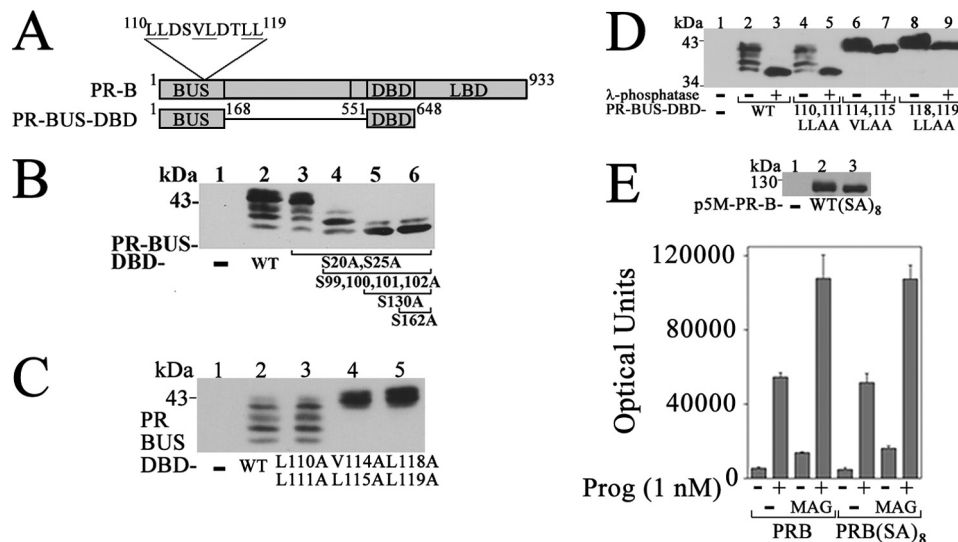 A
110 LLDSVLDTLL 119
1 933
PR-B BUS DBD LBD
1 168 551 648
PR-BUS-DBD BUS DBD
B
kDa 1 2 3 4 5 6
43-
PR-BUS-
DBD- - WT
S20A,S25A
S99,100,101,102A
S130A
S162A
C
kDa 1 2 3 4 5
43-
PR
BUS
DBD- - WT L110A V114A L118A
L111A L115A L119A
D
kDa 1 2 3 4 5 6 7 8 9
43
34
λ-phosphatase - - + - + - + - +
PR-BUS-DBD- - WT 110,111 114,115 118,119
LLAA VLAA LLAA
E
kDa 1 2 3
130
p5M-PR-B- - WT (SA)8
Optical Units
120000
80000
40000
0
Prog (1 nM) - + - + - + - +
- MAG - MAG
PRB PRB(SA)8